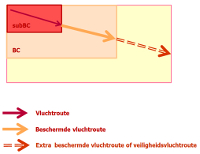 subBC
BC
Vluchtroute
Beschermde vluchtroute
Extra beschermde vluchtroute of veiligheidsvluchtroute